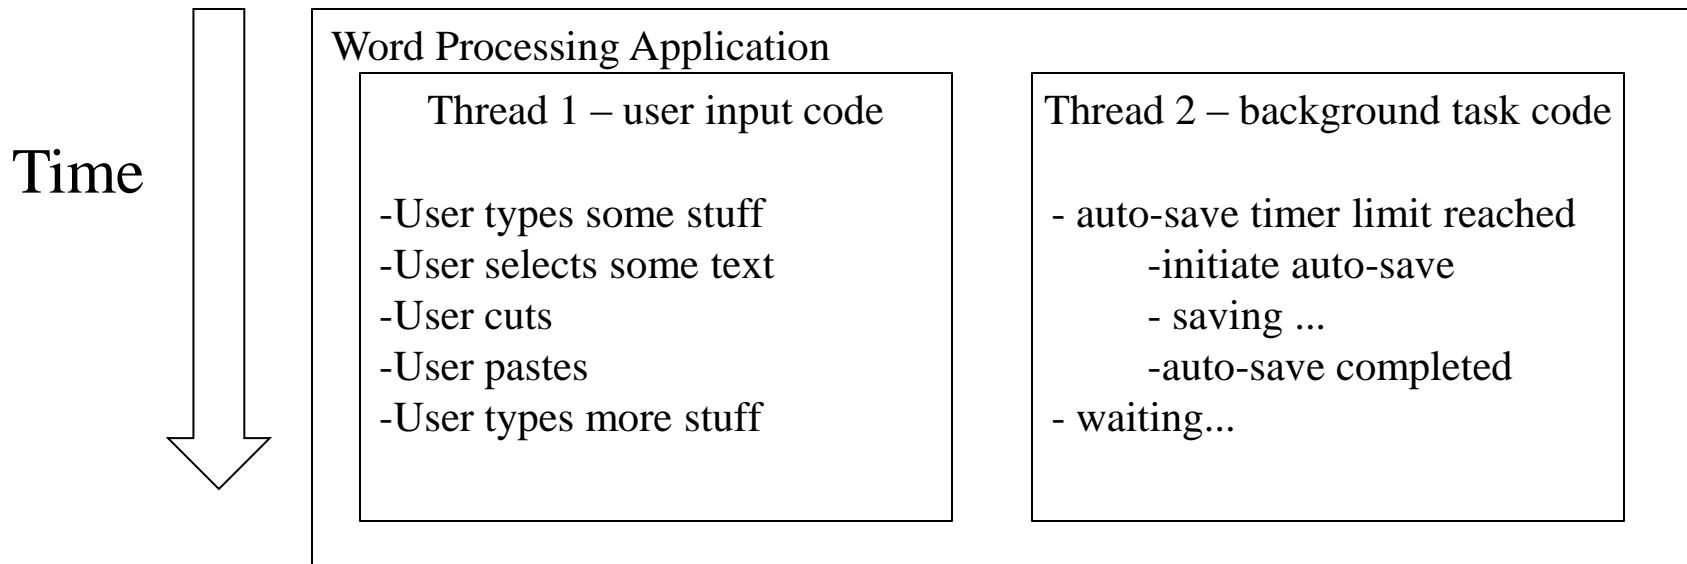 Time
Word Processing Application
Thread 1 – user input code
-User types some stuff
-User selects some text
-User cuts
-User pastes
-User types more stuff
Thread 2 – background task code
- auto-save timer limit reached
-initiate auto-save
- saving ...
-auto-save completed
- waiting...